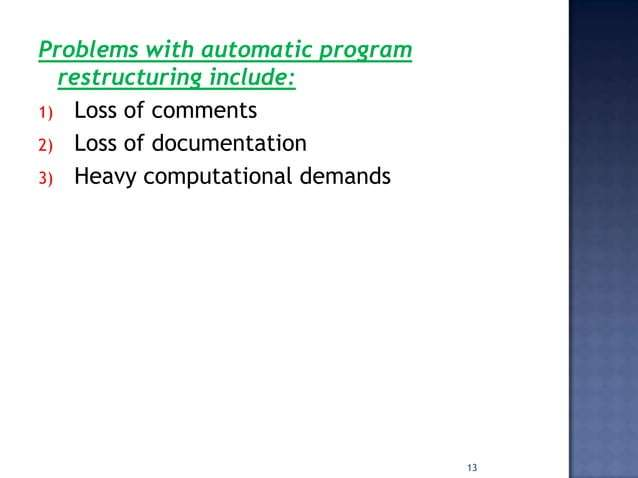 Problems with automatic program
restructuring include:
1) Loss of comments
2) Loss of documentation
3) Heavy computational demands
13